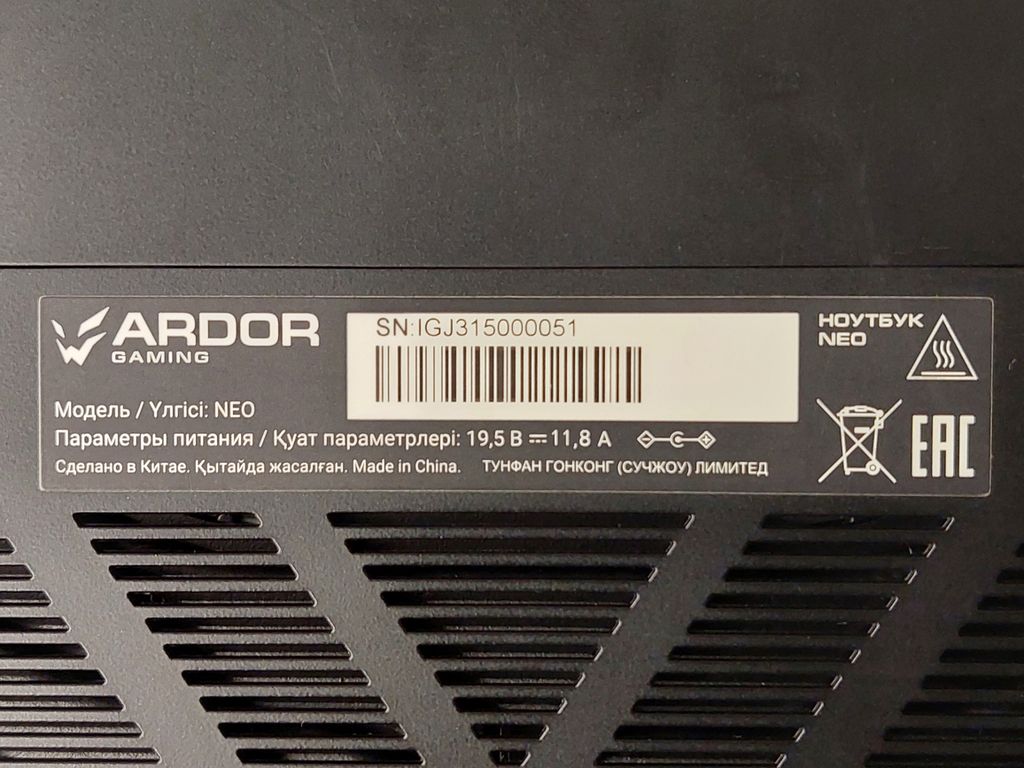 ARDOR
GAMING
SN:IGJ315000051
НОУТБУК
NEO
Модель / Үлгісі: NEO
Параметры питания / Қуат параметрлері: 19,5 В ⎓ 11,8 А
Сделано в Китае. Қытайда жасалған. Made in China. ТУНФАН ГОНКОНГ (СУЧЖОУ) ЛИМИТЕД
EAC